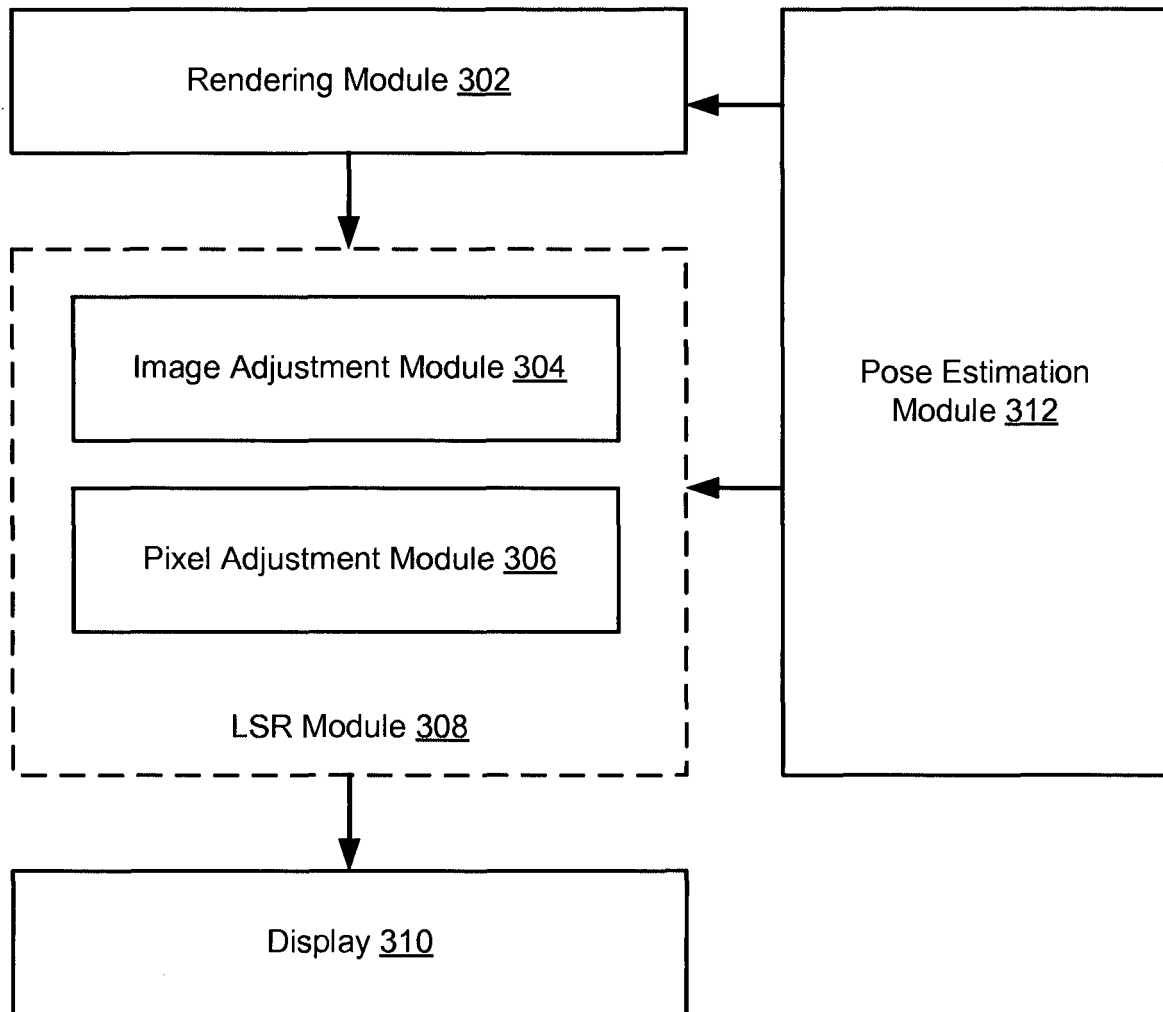 Rendering Module 302
Image Adjustment Module 304
Pixel Adjustment Module 306
LSR Module 308
Display 310
Pose Estimation
Module 312